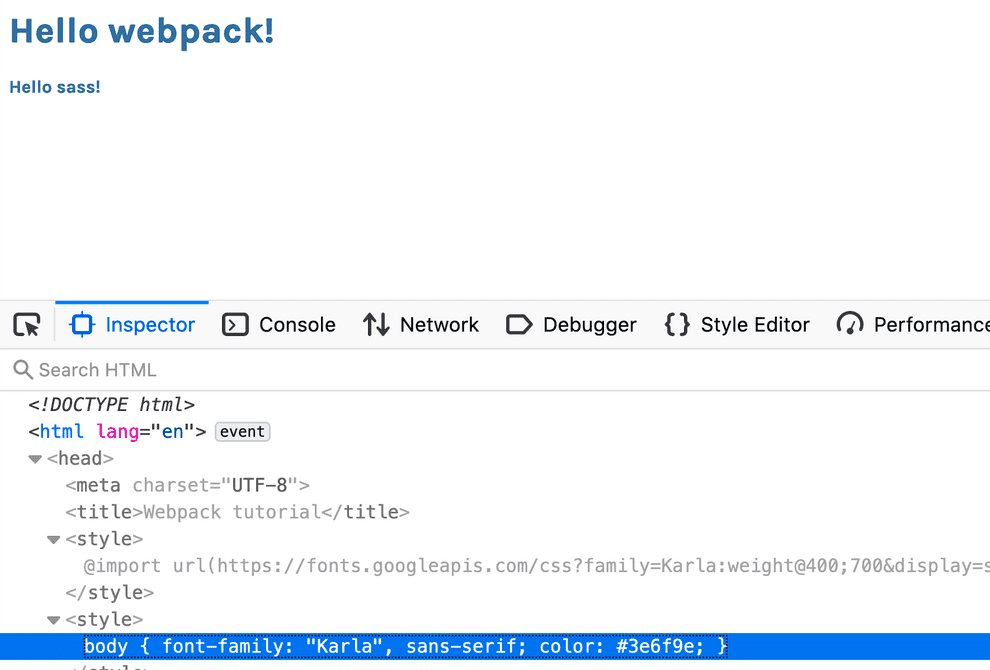 Hello webpack!
Hello sass!
Inspector Console Network Debugger Style Editor Performance
Search HTML
<!DOCTYPE html>
<html lang="en"> event
<head>
<meta charset="UTF-8">
<title>Webpack tutorial</title>
<style>
@import url(https://fonts.googleapis.com/css?family=Karla:weight@400;700&display=s
</style>
<style>
body { font-family: "Karla", sans-serif; color: #3e6f9e; }